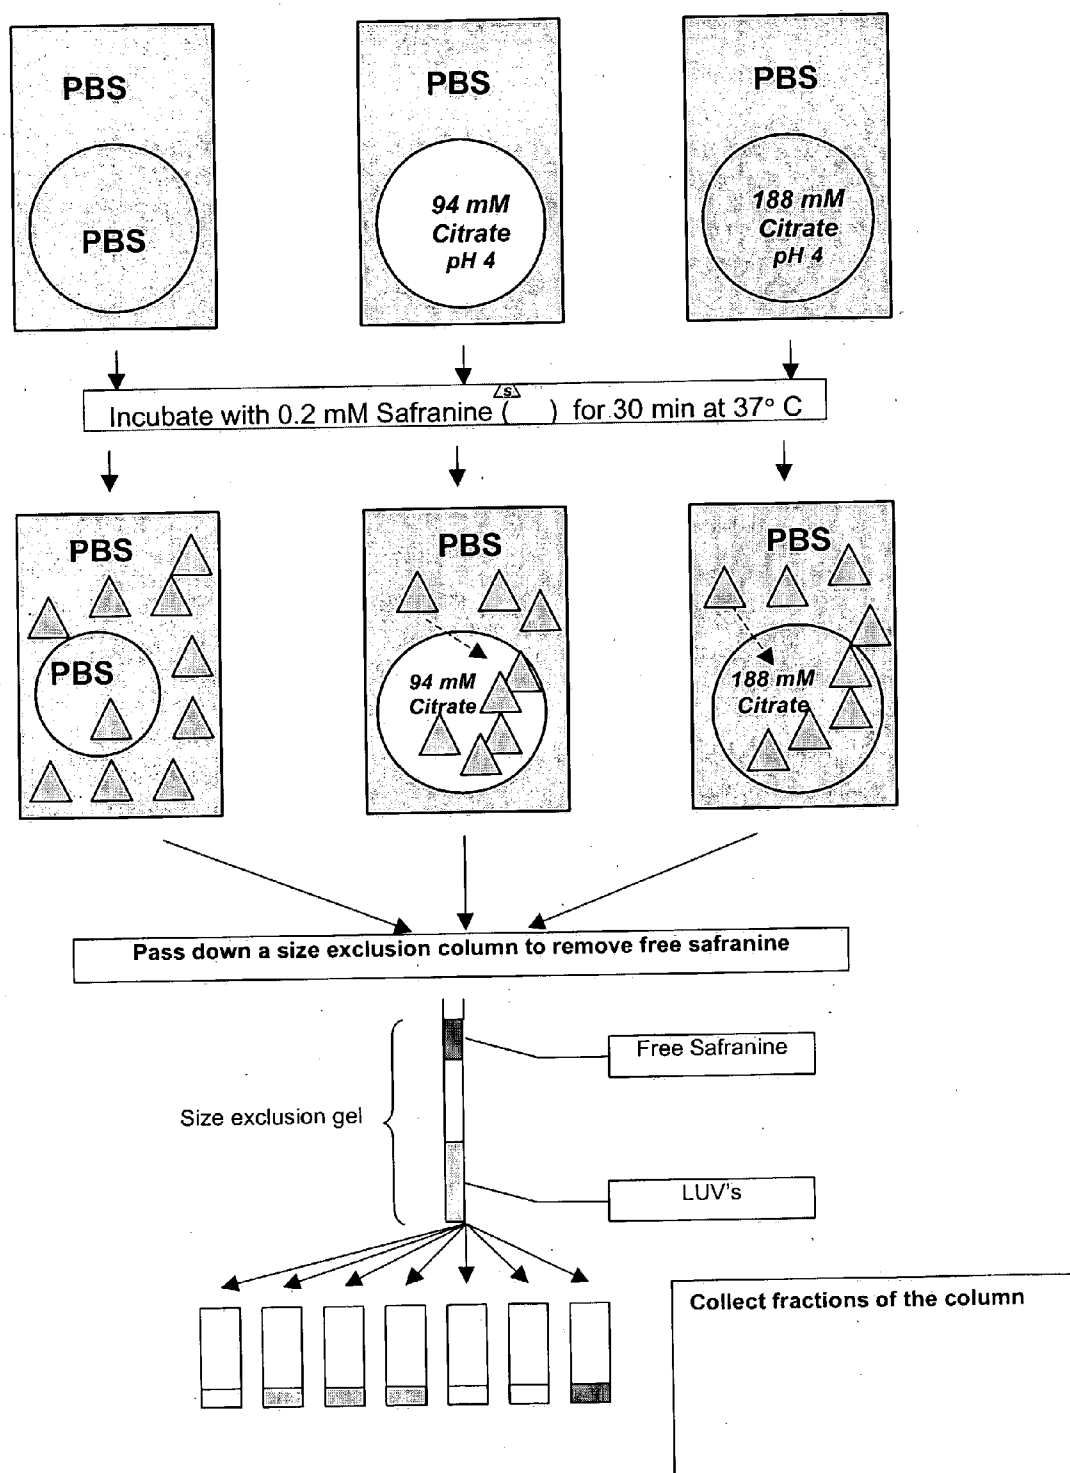 PBS
PBS
PBS
PBS
94 mM
Citrate
pH 4
188 mM
Citrate
pH 4
S
Incubate with 0.2 mM Safranine ( ) for 30 min at 37° C
PBS
PBS
PBS
PBS
94 mM
Citrate
188 mM
Citrate
Pass down a size exclusion column to remove free safranine
Free Safranine
Size exclusion gel
LUV's
Collect fractions of the column